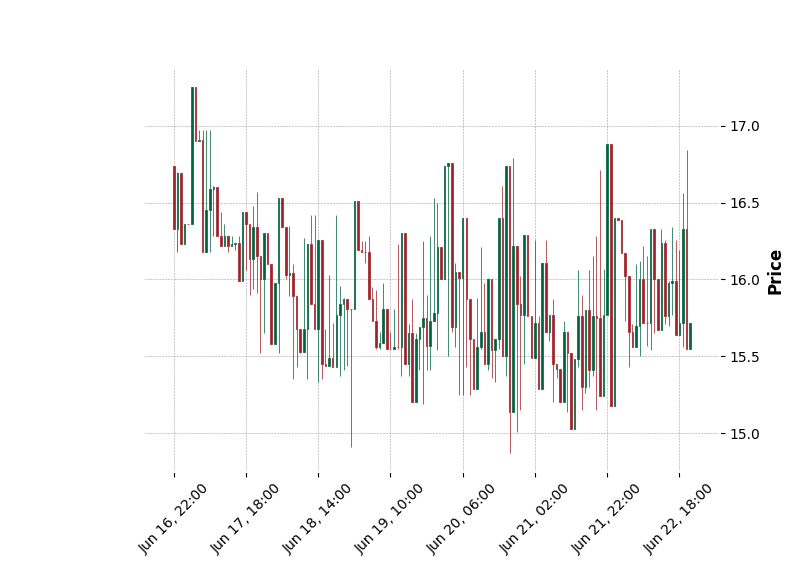 17.0
16.5
16.0
15.5
15.0
Price
Jun 16, 22:00
Jun 17, 18:00
Jun 18, 14:00
Jun 19, 10:00
Jun 20, 06:00
Jun 21, 02:00
Jun 21, 22:00
Jun 22, 18:00